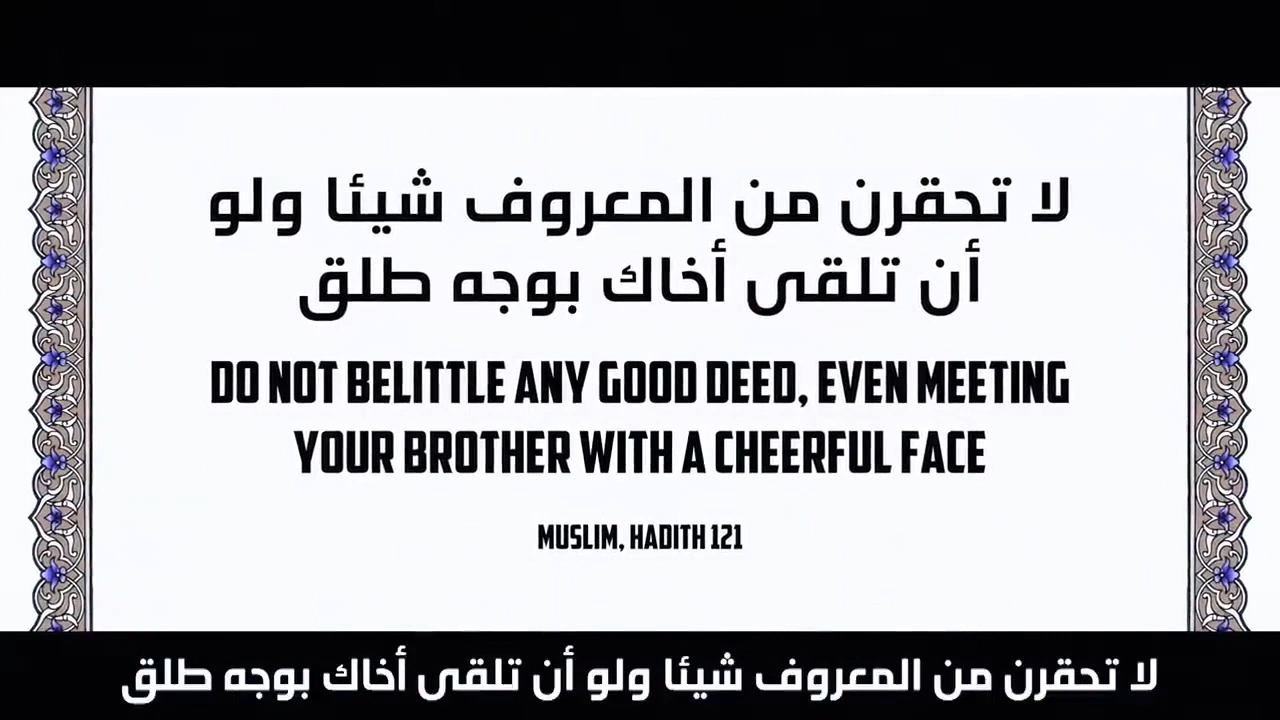 لا تحقرن من المعروف شيئا ولو
أن تلقى أخاك بوجه طلق
DO NOT BELITTLE ANY GOOD DEED, EVEN MEETING
YOUR BROTHER WITH A CHEERFUL FACE
MUSLIM, HADITH 121
لا تحقرن من المعروف شيئا ولو أن تلقى أخاك بوجه طلق